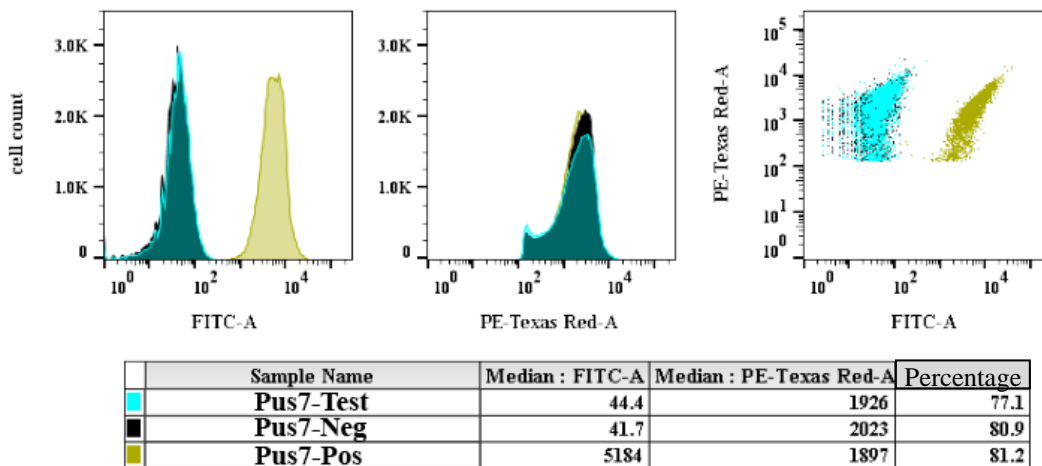 cell count
3.0K
2.0K
1.0K
0
10^0 10^2 10^4
FITC-A
3.0K
2.0K
1.0K
0
10^0 10^2 10^4
PE-Texas Red-A
PE-Texas Red-A
10^5
10^4
10^3
10^2
10^1
10^0
10^0 10^2 10^4
FITC-A
Sample Name Median : FITC-A Median : PE-Texas Red-A Percentage
Pus7-Test 44.4 1926 77.1
Pus7-Neg 41.7 2023 80.9
Pus7-Pos 5184 1897 81.2